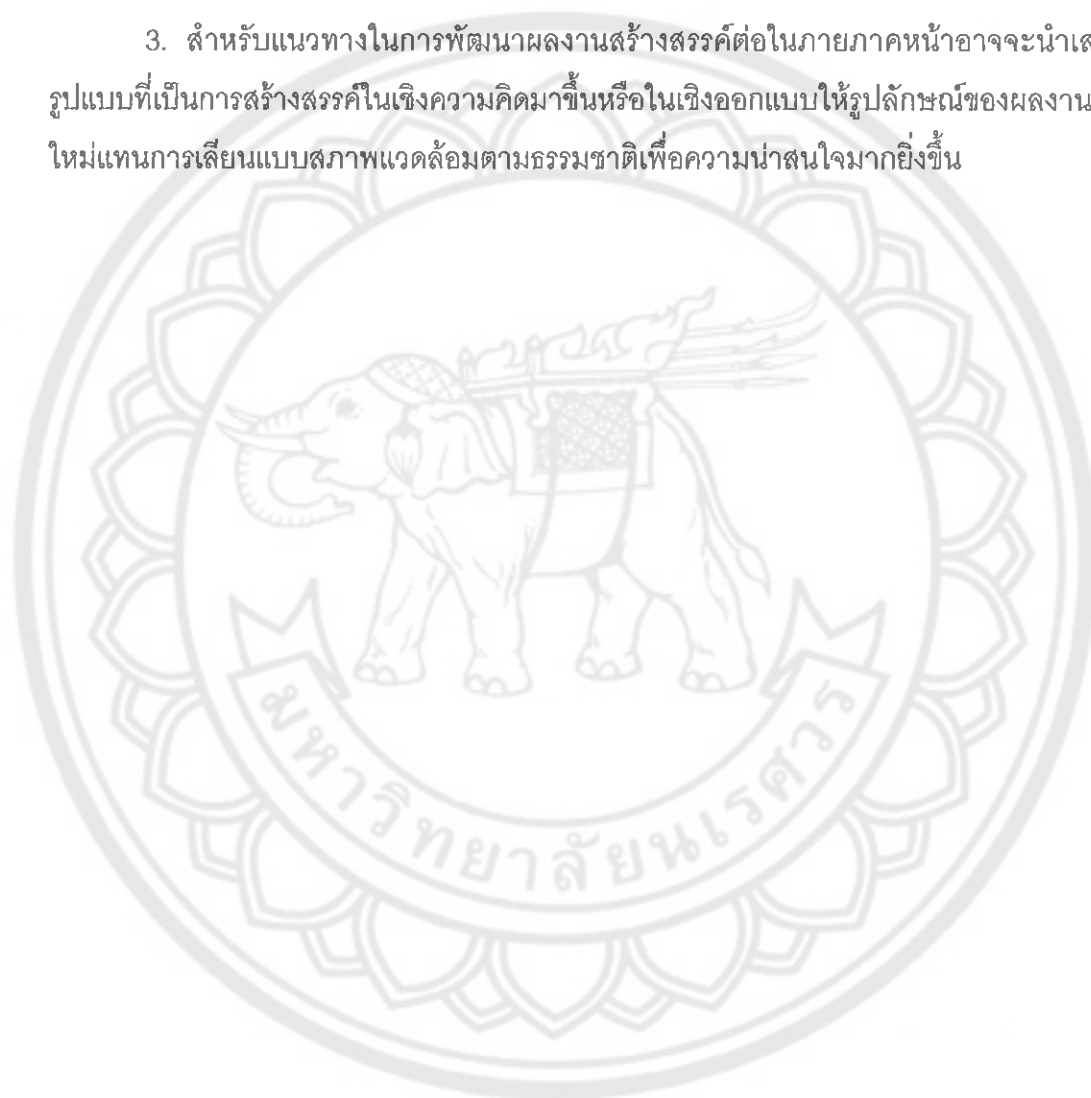 3. สำหรับแนวทางในการพัฒนาผลงานสร้างสรรค์ต่อในภายภาคหน้าอาจจะนำเส
รูปแบบที่เป็นการสร้างสรรค์ในเชิงความคิดมาขึ้นหรือในเชิงออกแบบให้รูปลักษณ์ของผลงาน
ใหม่แทนการเลียนแบบสภาพแวดล้อมตามธรรมชาติเพื่อความน่าสนใจมากยิ่งขึ้น
มหาวิทยาลัยนเรศวร